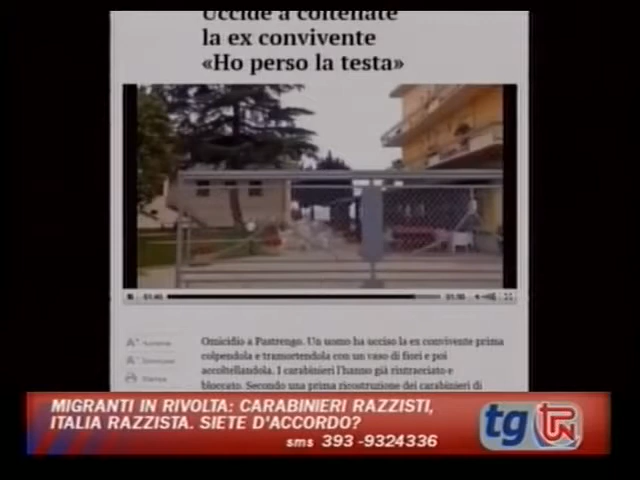 Uccide a coltellate
la ex convivente
«Ho perso la testa»
Stampa
Omicidio a Pastrengo. Un uomo ha ucciso la ex convivente prima
colpendola e tramortendola con un vaso di fiori e poi
accoltellandola. I carabinieri l'hanno già rintracciato e
bloccato. Secondo una prima ricostruzione dei carabinieri di
MIGRANTI IN RIVOLTA: CARABINIERI RAZZISTI,
ITALIA RAZZISTA. SIETE D'ACCORDO?
sms 393 -9324336
tg TPN